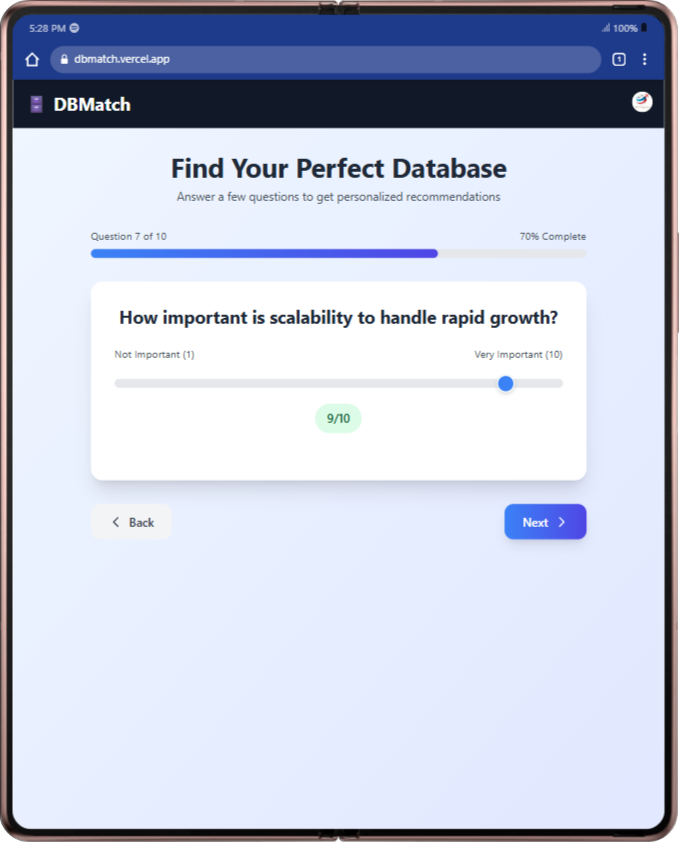 5:28 PM
100%
dbmatch.vercel.app
1
DBMatch
Find Your Perfect Database
Answer a few questions to get personalized recommendations
Question 7 of 10
70% Complete
How important is scalability to handle rapid growth?
Not Important (1)
Very Important (10)
9/10
Back
Next